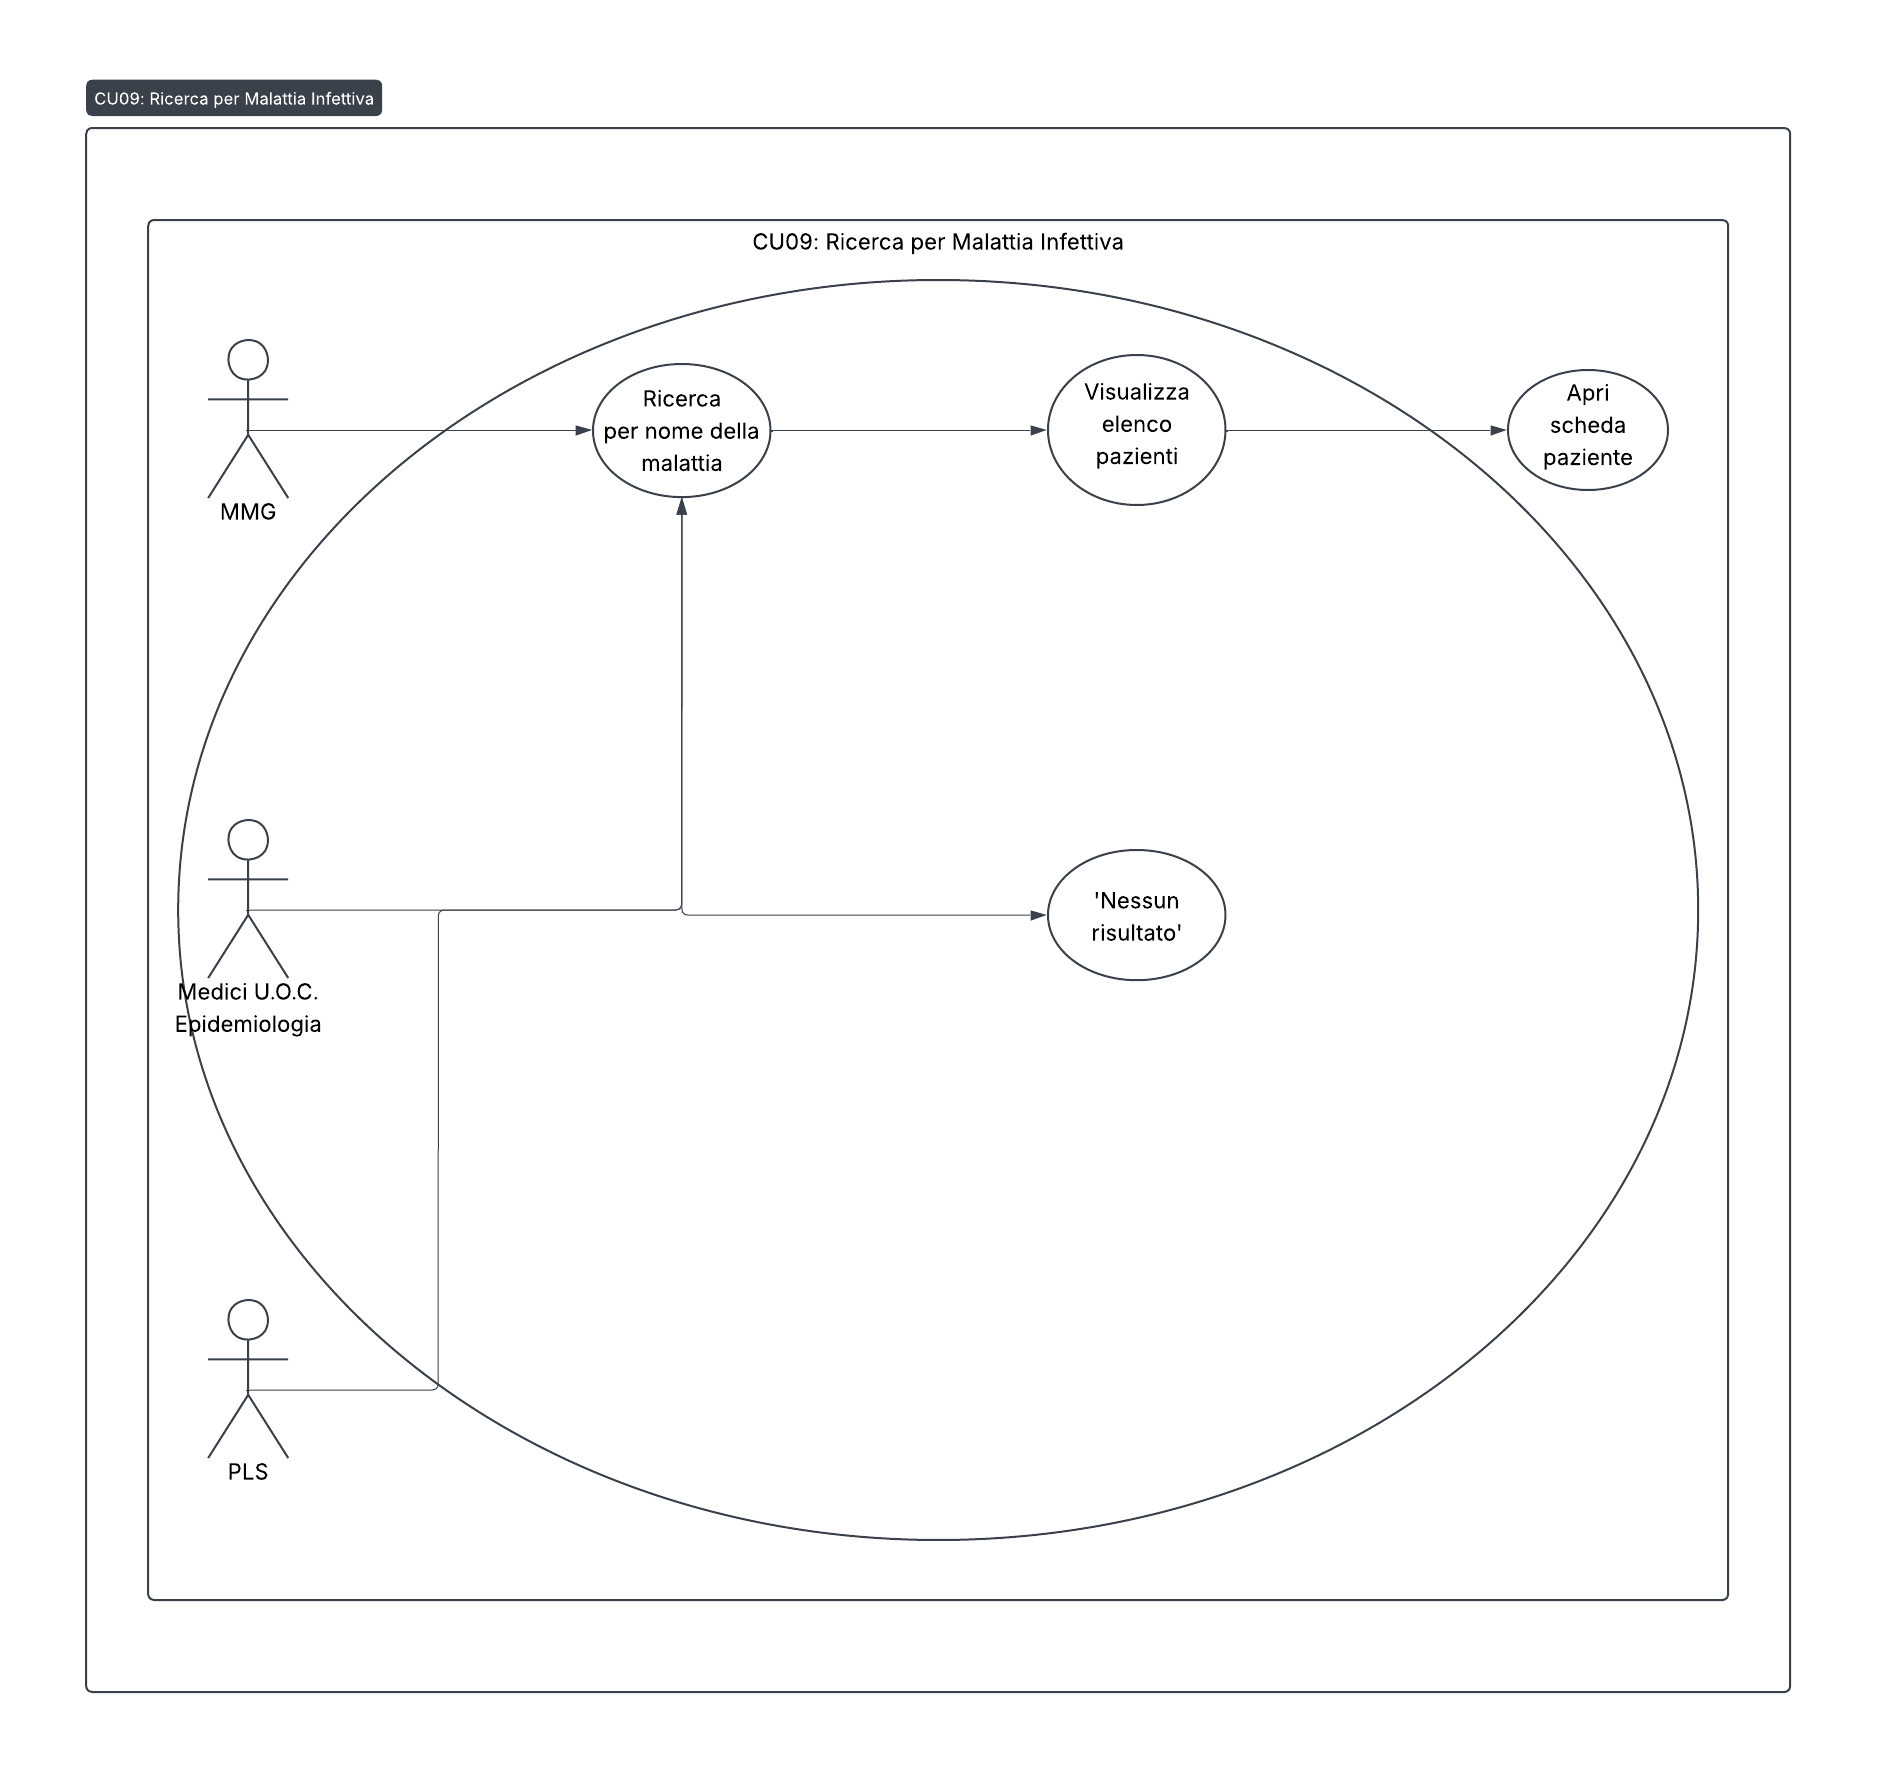 CU09: Ricerca per Malattia Infettiva
CU09: Ricerca per Malattia Infettiva
MMG
Ricerca
per nome della
malattia
Visualizza
elenco
pazienti
Apri
scheda
paziente
Medici U.O.C.
Epidemiologia
'Nessun
risultato'
PLS